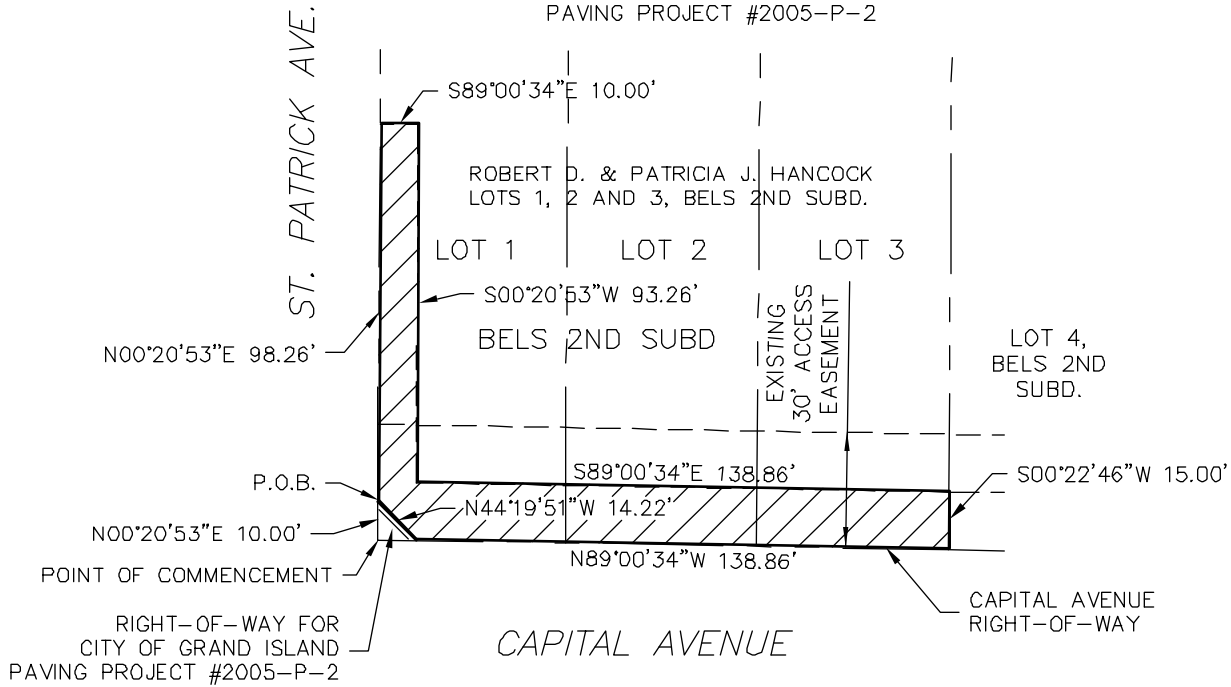 PAVING PROJECT #2005-P-2
ST. PATRICK AVE.
S89°00'34"E 10.00'
ROBERT D. & PATRICIA J. HANCOCK
LOTS 1, 2 AND 3, BELS 2ND SUBD.
LOT 1
LOT 2
LOT 3
S00°20'53"W 93.26'
BELS 2ND SUBD
EXISTING
30' ACCESS
EASEMENT
N00°20'53"E 98.26'
LOT 4,
BELS 2ND
SUBD.
S89°00'34"E 138.86'
S00°22'46"W 15.00'
P.O.B.
N44°19'51"W 14.22'
N00°20'53"E 10.00'
N89°00'34"W 138.86'
POINT OF COMMENCEMENT
CAPITAL AVENUE
RIGHT-OF-WAY
RIGHT-OF-WAY FOR
CITY OF GRAND ISLAND
PAVING PROJECT #2005-P-2
CAPITAL AVENUE